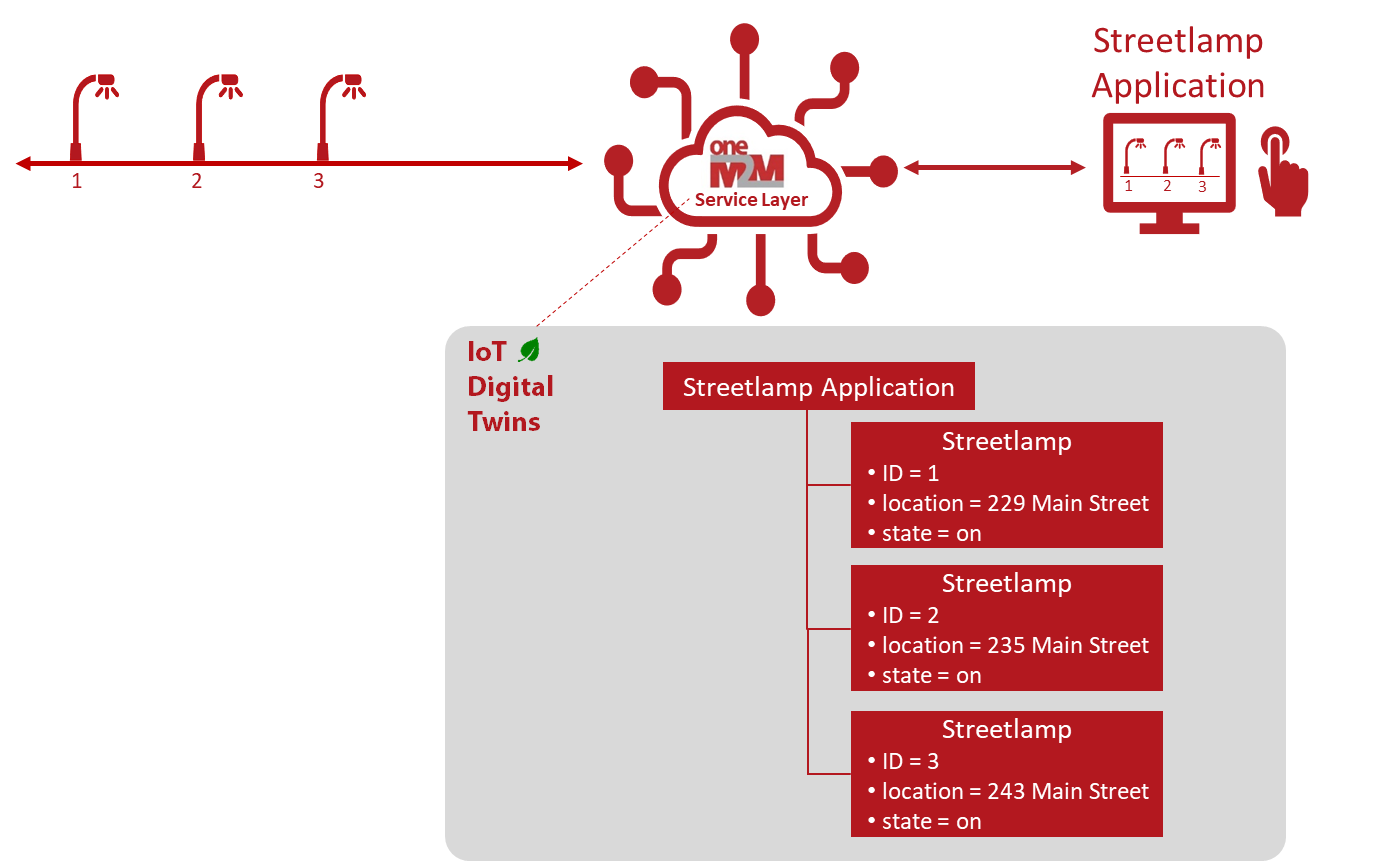 Streetlamp
Application
1
2
3
one
M2M
Service Layer
1
2
3
IoT
Digital
Twins
Streetlamp Application
Streetlamp
• ID = 1
• location = 229 Main Street
• state = on
Streetlamp
• ID = 2
• location = 235 Main Street
• state = on
Streetlamp
• ID = 3
• location = 243 Main Street
• state = on